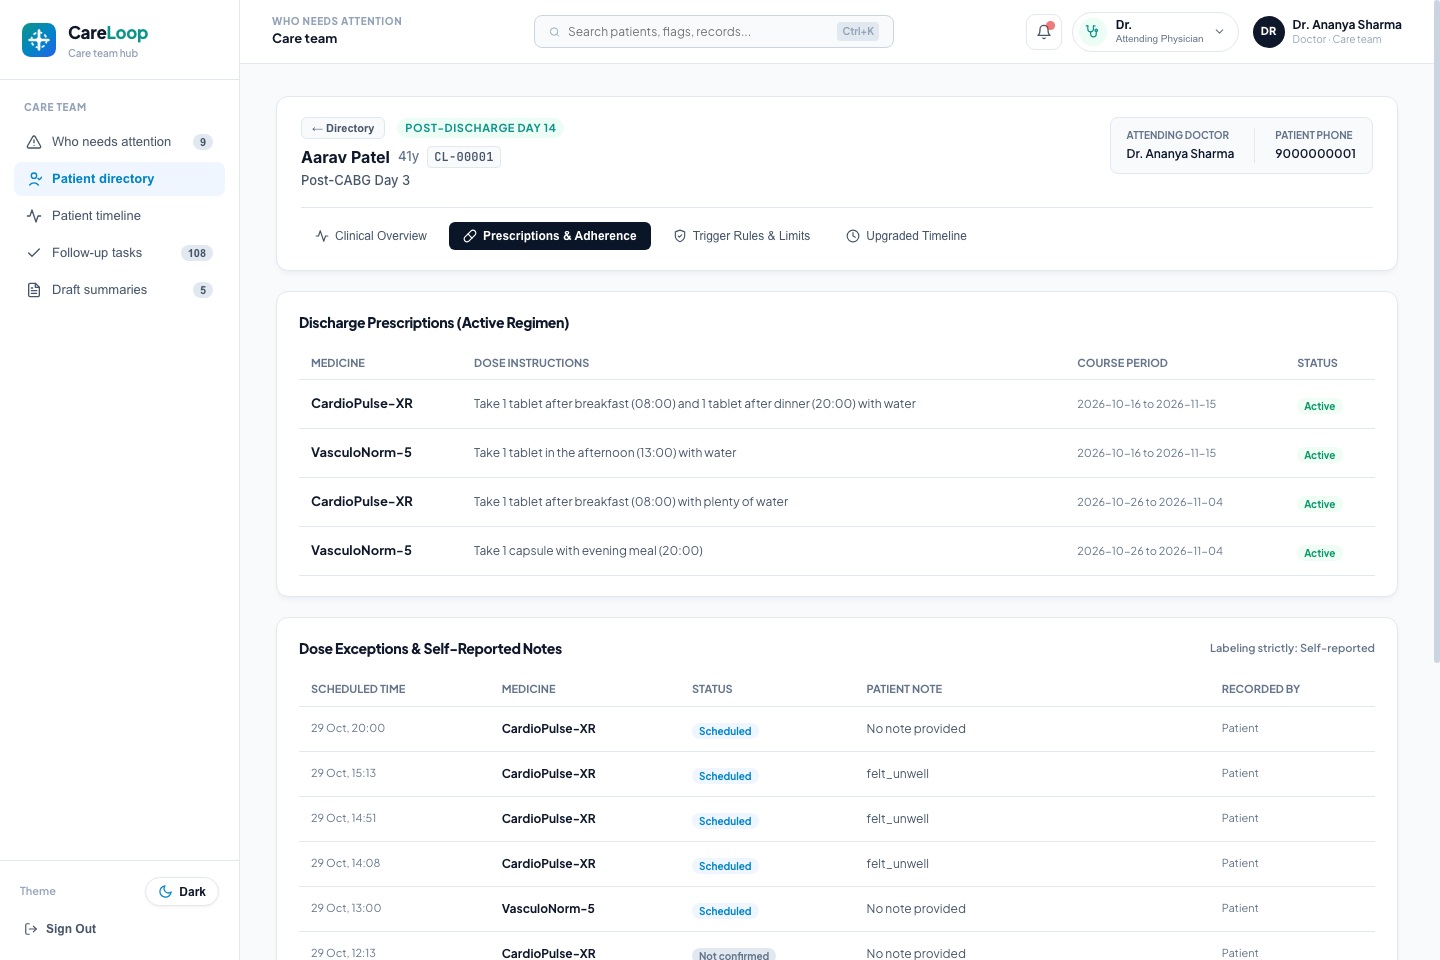 CareLoop
Care team hub
CARE TEAM
Who needs attention 9
Patient directory
Patient timeline
Follow-up tasks 108
Draft summaries 5
Theme Dark
Sign Out
WHO NEEDS ATTENTION
Care team
Search patients, flags, records... Ctrl+K
Dr.
Attending Physician
DR
Dr. Ananya Sharma
Doctor · Care team
← Directory POST-DISCHARGE DAY 14
Aarav Patel 41y CL-00001
Post-CABG Day 3
ATTENDING DOCTOR
Dr. Ananya Sharma
PATIENT PHONE
9000000001
Clinical Overview Prescriptions & Adherence Trigger Rules & Limits Upgraded Timeline
Discharge Prescriptions (Active Regimen)
MEDICINE DOSE INSTRUCTIONS COURSE PERIOD STATUS
CardioPulse-XR Take 1 tablet after breakfast (08:00) and 1 tablet after dinner (20:00) with water 2026-10-16 to 2026-11-15 Active
VasculoNorm-5 Take 1 tablet in the afternoon (13:00) with water 2026-10-16 to 2026-11-15 Active
CardioPulse-XR Take 1 tablet after breakfast (08:00) with plenty of water 2026-10-26 to 2026-11-04 Active
VasculoNorm-5 Take 1 capsule with evening meal (20:00) 2026-10-26 to 2026-11-04 Active
Dose Exceptions & Self-Reported Notes Labeling strictly: Self-reported
SCHEDULED TIME MEDICINE STATUS PATIENT NOTE RECORDED BY
29 Oct, 20:00 CardioPulse-XR Scheduled No note provided Patient
29 Oct, 15:13 CardioPulse-XR Scheduled felt_unwell Patient
29 Oct, 14:51 CardioPulse-XR Scheduled felt_unwell Patient
29 Oct, 14:08 CardioPulse-XR Scheduled felt_unwell Patient
29 Oct, 13:00 VasculoNorm-5 Scheduled No note provided Patient
29 Oct, 12:13 CardioPulse-XR Not confirmed No note provided Patient